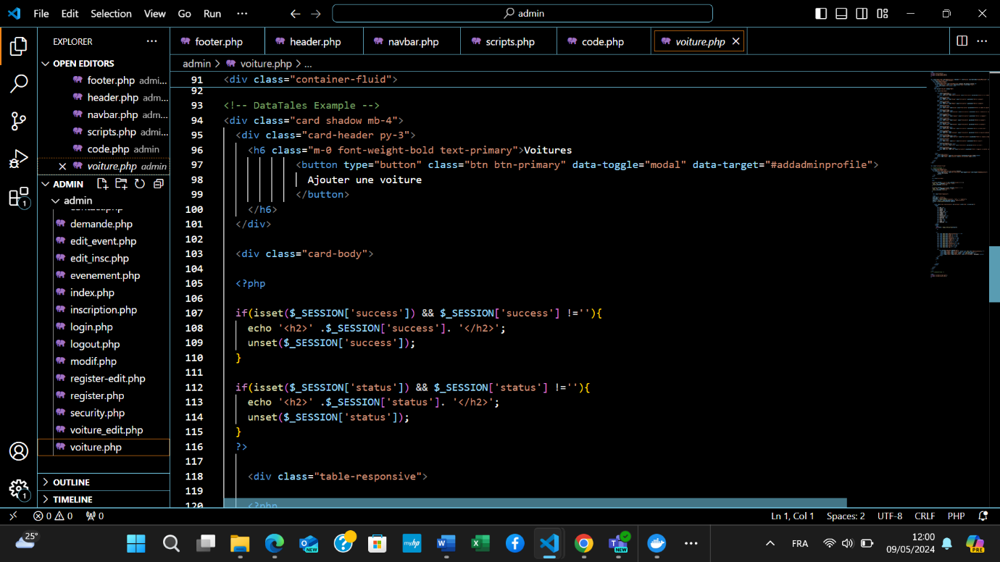 File Edit Selection View Go Run ··· admin
EXPLORER ···
OPEN EDITORS
footer.php admi...
header.php adm...
navbar.php adm...
scripts.php admi...
code.php admin
voiture.php admin
ADMIN
admin
demande.php
edit_event.php
edit_insc.php
evenement.php
index.php
inscription.php
login.php
logout.php
modif.php
register-edit.php
register.php
security.php
voiture_edit.php
voiture.php
OUTLINE
TIMELINE
1
1
footer.php header.php navbar.php scripts.php code.php voiture.php
admin > voiture.php > ...
91 <div class="container-fluid">
92
93 <!-- DataTales Example -->
94 <div class="card shadow mb-4">
95 <div class="card-header py-3">
96 <h6 class="m-0 font-weight-bold text-primary">Voitures
97 <button type="button" class="btn btn-primary" data-toggle="modal" data-target="#addadminprofile">
98 Ajouter une voiture
99 </button>
100 </h6>
101 </div>
102
103 <div class="card-body">
104
105 <?php
106
107 if(isset($_SESSION['success']) && $_SESSION['success'] !=''){
108 echo '<h2>' .$_SESSION['success']. '</h2>';
109 unset($_SESSION['success']);
110 }
111
112 if(isset($_SESSION['status']) && $_SESSION['status'] !=''){
113 echo '<h2>' .$_SESSION['status']. '</h2>';
114 unset($_SESSION['status']);
115 }
116 ?>
117
118 <div class="table-responsive">
119
120 <?php
0 0 0 Ln 1, Col 1 Spaces: 2 UTF-8 CRLF PHP
25° NEW myhp NEW FRA 12:00 PRE
09/05/2024